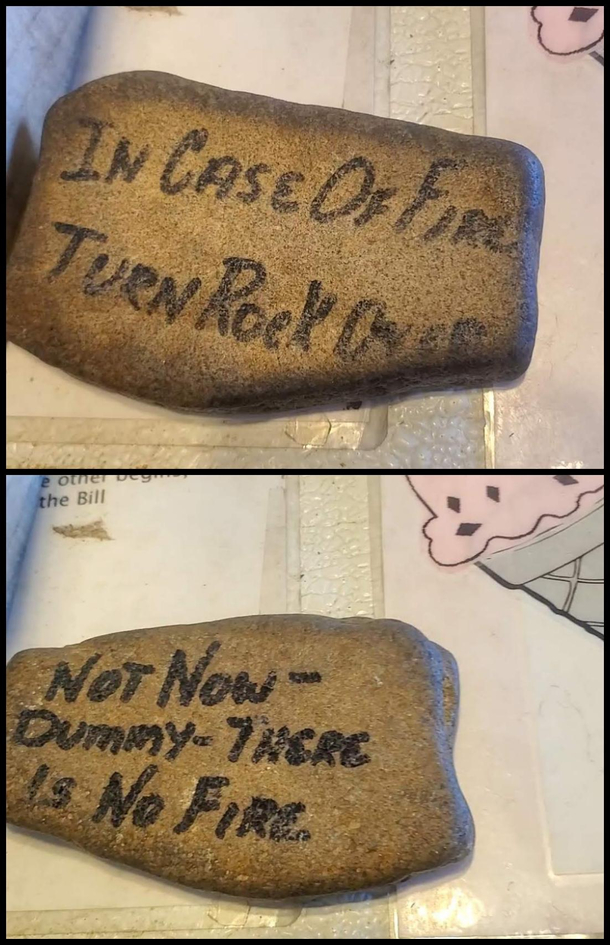 In Case Of Fire
Turn Rock Over
the Bill
Not Now-
Dummy-There
Is No Fire